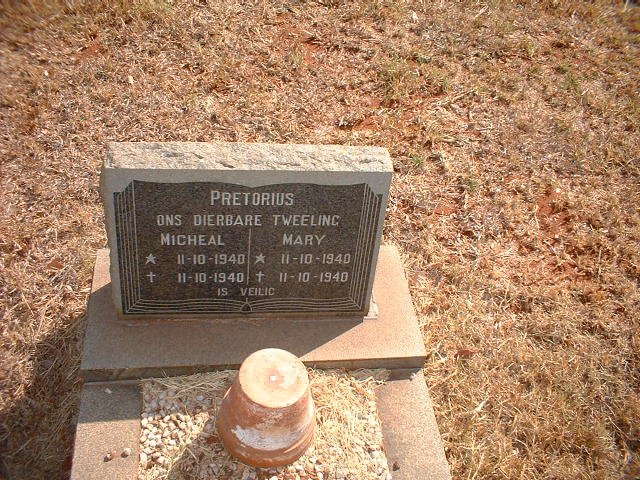 PRETORIUS
ONS DIERBARE TWEELING
MICHEAL MARY
★ 11-10-1940 ★ 11-10-1940
✝ 11-10-1940 ✝ 11-10-1940
IS VEILIG